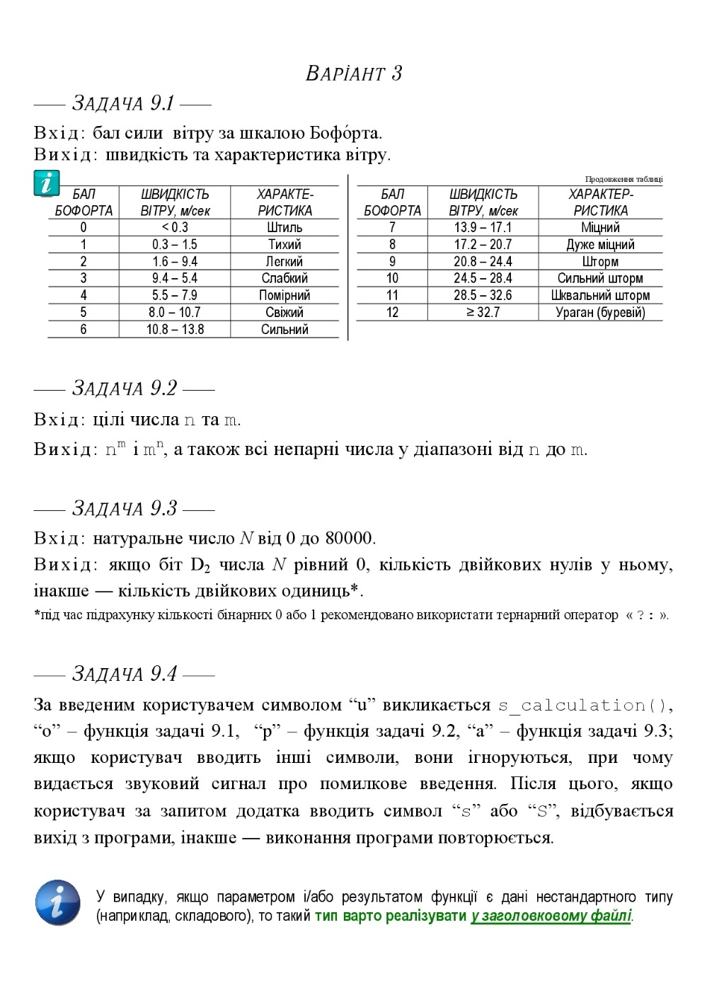 ВАРІАНТ 3
ЗАДАЧА 9.1
Вхід: бал сили вітру за шкалою Бофо́рта.
Вихід: швидкість та характеристика вітру.
БАЛ БОФОРТА ШВИДКІСТЬ ВІТРУ, м/сек ХАРАКТЕ-РИСТИКА
0 < 0.3 Штиль
1 0.3 – 1.5 Тихий
2 1.6 – 9.4 Легкий
3 9.4 – 5.4 Слабкий
4 5.5 – 7.9 Помірний
5 8.0 – 10.7 Свіжий
6 10.8 – 13.8 Сильний
Продовження таблиці
БАЛ БОФОРТА ШВИДКІСТЬ ВІТРУ, м/сек ХАРАКТЕР-РИСТИКА
7 13.9 – 17.1 Міцний
8 17.2 – 20.7 Дуже міцний
9 20.8 – 24.4 Шторм
10 24.5 – 28.4 Сильний шторм
11 28.5 – 32.6 Шквальний шторм
12 ≥ 32.7 Ураган (буревій)
ЗАДАЧА 9.2
Вхід: цілі числа n та m.
Вихід: nᵐ і mⁿ, а також всі непарні числа у діапазоні від n до m.
ЗАДАЧА 9.3
Вхід: натуральне число N від 0 до 80000.
Вихід: якщо біт D₂ числа N рівний 0, кількість двійкових нулів у ньому,
інакше — кількість двійкових одиниць*.
*під час підрахунку кількості бінарних 0 або 1 рекомендовано використати тернарний оператор « ? : ».
ЗАДАЧА 9.4
За введеним користувачем символом “u” викликається s_calculation(),
“o” – функція задачі 9.1, “p” – функція задачі 9.2, “a” – функція задачі 9.3;
якщо користувач вводить інші символи, вони ігноруються, при чому
видається звуковий сигнал про помилкове введення. Після цього, якщо
користувач за запитом додатка вводить символ “s” або “S”, відбувається
вихід з програми, інакше — виконання програми повторюється.
У випадку, якщо параметром і/або результатом функції є дані нестандартного типу
(наприклад, складового), то такий тип варто реалізувати у заголовковому файлі.